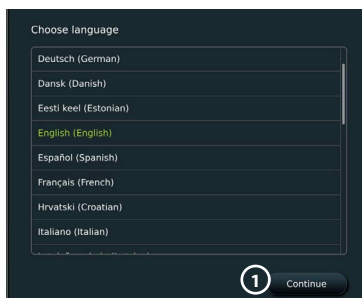 Choose language
Deutsch (German)
Dansk (Danish)
Eesti keel (Estonian)
English (English)
Español (Spanish)
Français (French)
Hrvatski (Croatian)
Italiano (Italian)
1 Continue